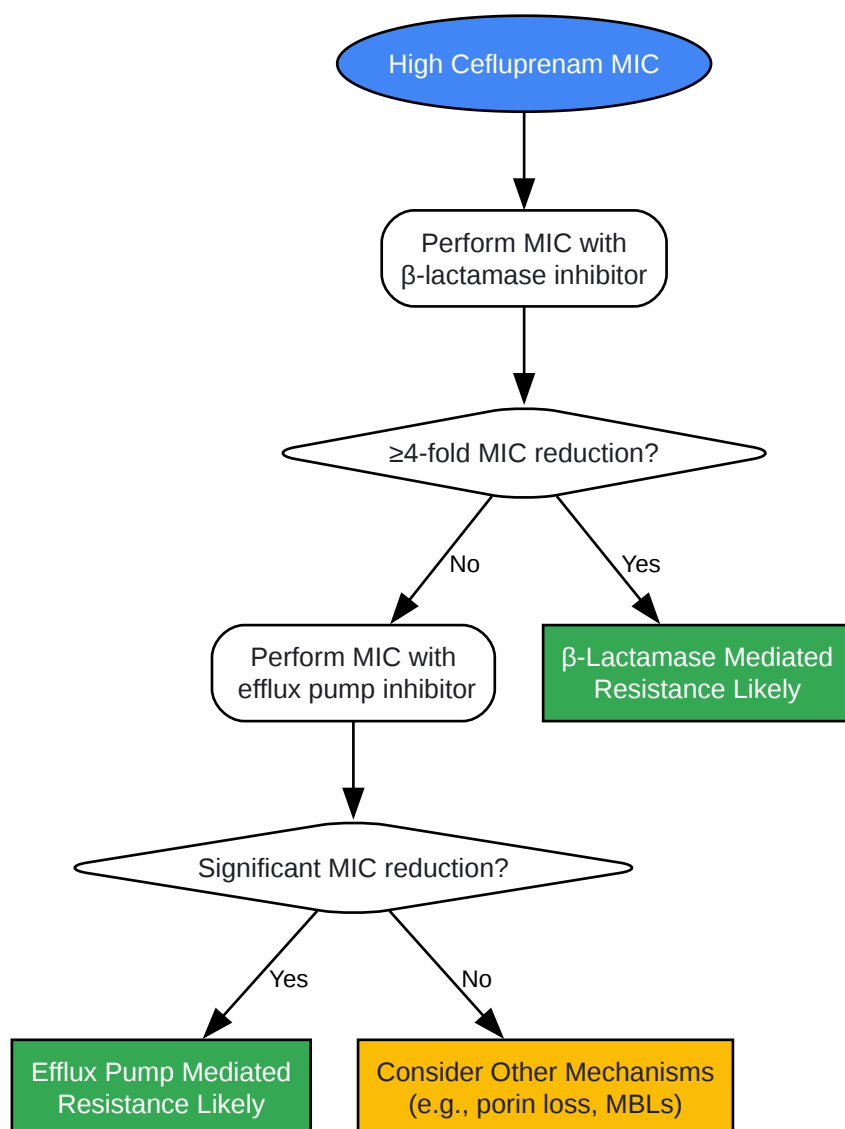 High Cefluprenam MIC
Perform MIC with
β-lactamase inhibitor
≥4-fold MIC reduction?
No
Yes
Perform MIC with
efflux pump inhibitor
β-Lactamase Mediated
Resistance Likely
Significant MIC reduction?
Yes
No
Efflux Pump Mediated
Resistance Likely
Consider Other Mechanisms
(e.g., porin loss, MBLs)